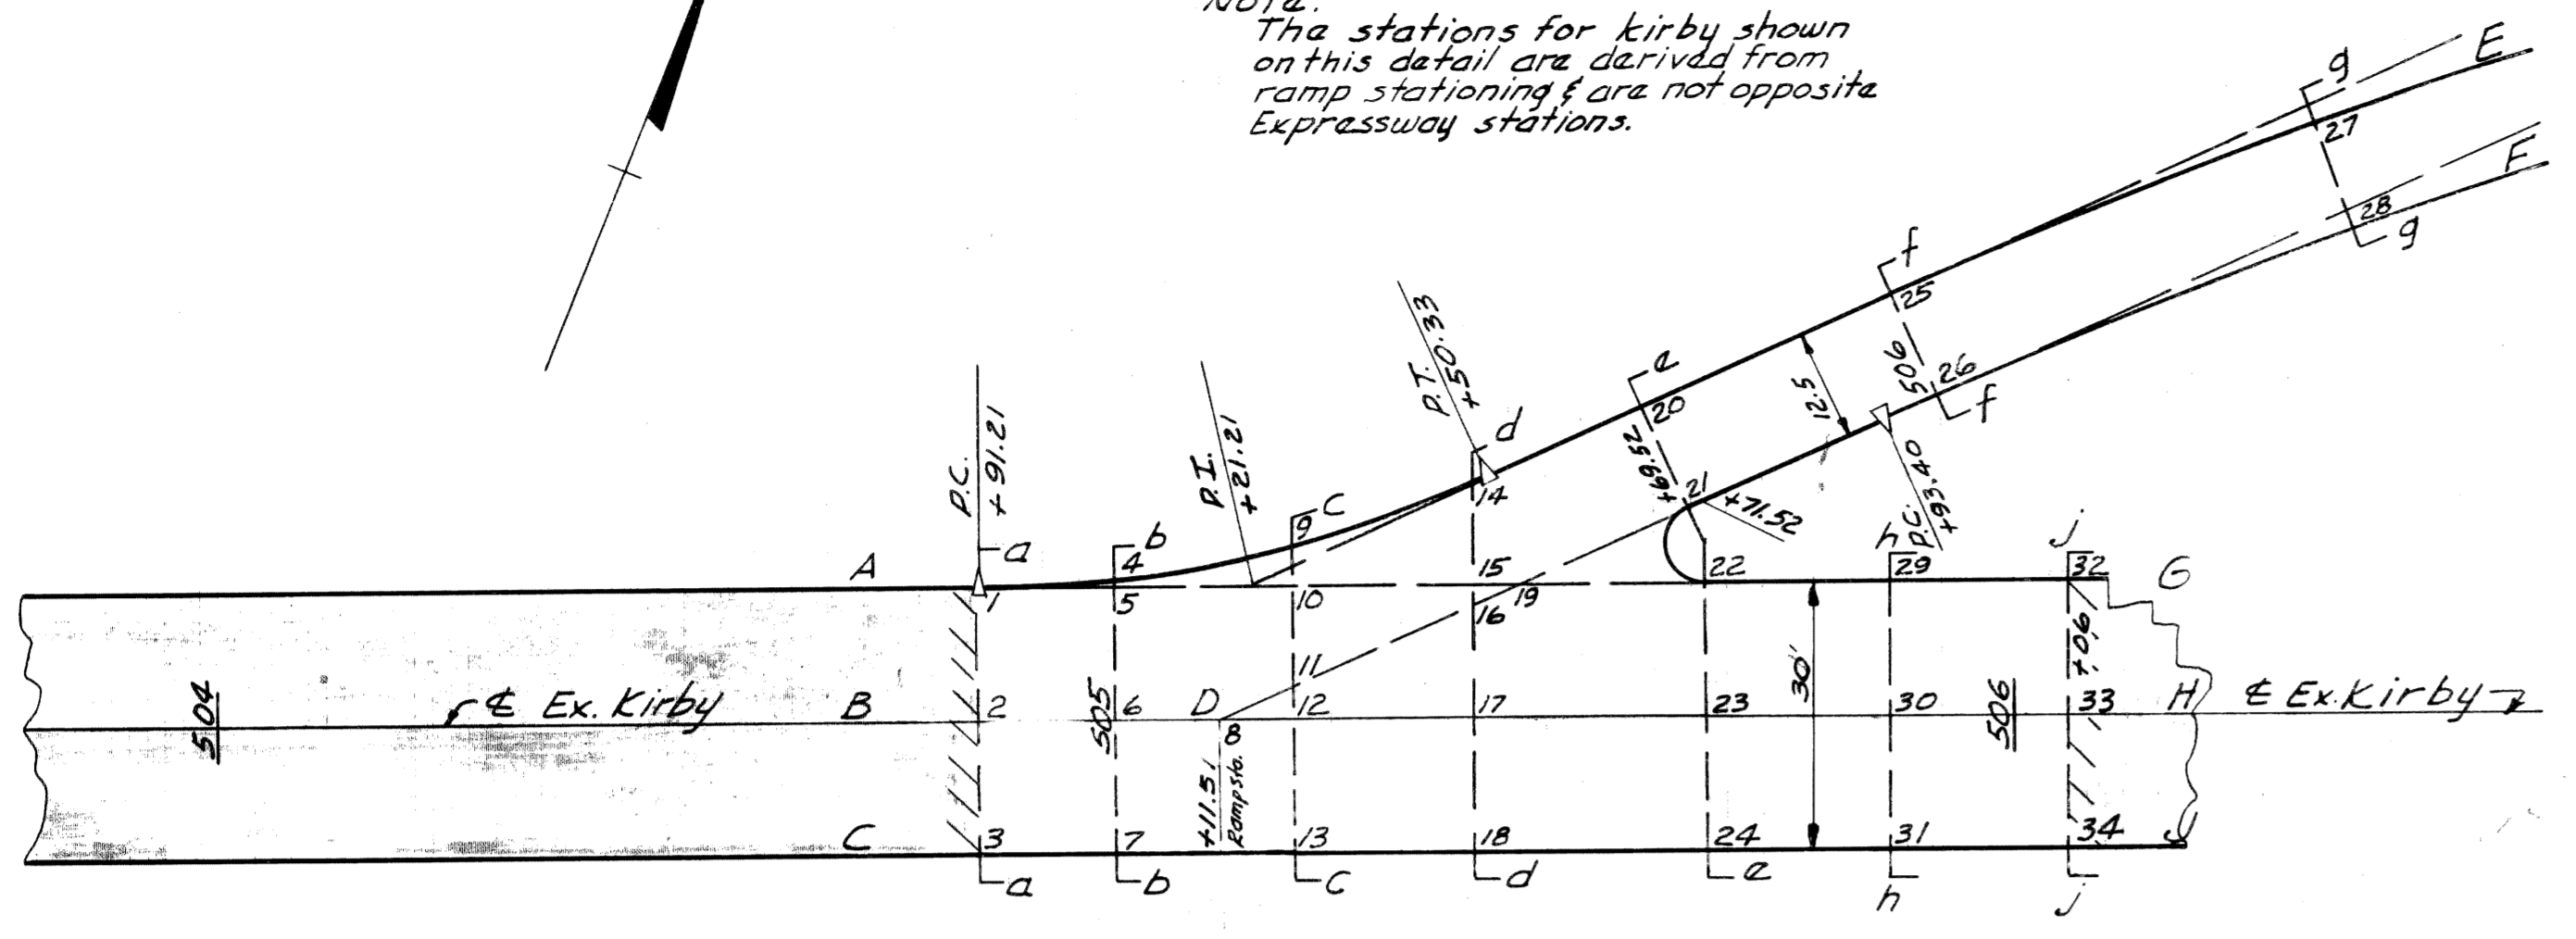 Note:
The stations for Kirby shown
on this detail are derived from
ramp stationing & are not opposite
Expressway stations.
E
g
27
F
28
g
f
25
506
26
f
12.5
e
20
+69.52
21
+71.52
P.C.
+93.40
P.T.
+50.33
d
14
P.I.
+21.21
C
9
P.C.
+91.21
a
b
4
A
1
5
10
15
16
19
22
h
29
j
32
G
11
+.06
30'
504
℄ Ex. Kirby
B
2
505
6
D
8
12
17
23
30
506
33
H
℄ Ex. Kirby
+11.51
Ramp sta.
C
3
7
13
18
24
31
34
J
a
b
c
d
e
h
j